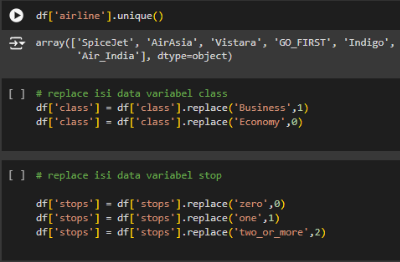 df['airline'].unique()
array(['SpiceJet', 'AirAsia', 'Vistara', 'GO_FIRST', 'Indigo',
'Air_India'], dtype=object)
[ ] # replace isi data variabel class
df['class'] = df['class'].replace('Business',1)
df['class'] = df['class'].replace('Economy',0)
[ ] # replace isi data variabel stop
df['stops'] = df['stops'].replace('zero',0)
df['stops'] = df['stops'].replace('one',1)
df['stops'] = df['stops'].replace('two_or_more',2)